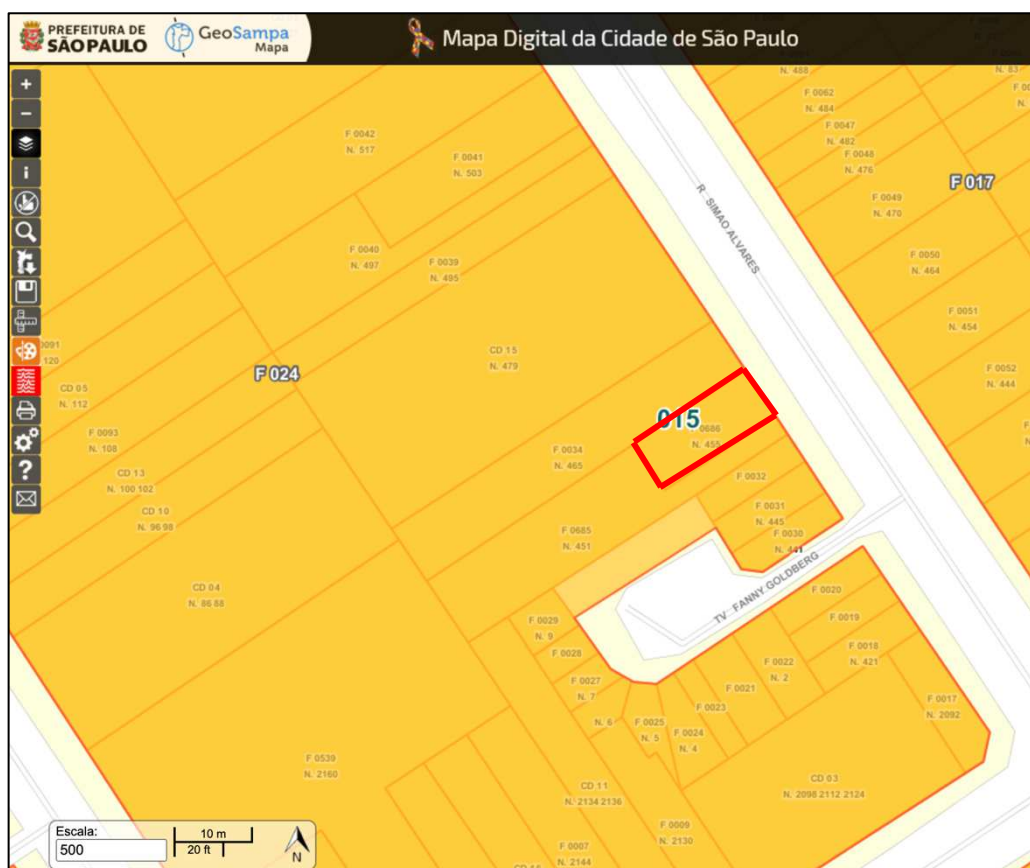 PREFEITURA DE
SÃO PAULO
GeoSampa
Mapa
Mapa Digital da Cidade de São Paulo
N. 488
N. 83
F 0062
N. 484
F 0047
N. 482
F 0048
N. 476
F 017
F 0049
N. 470
F 0042
N. 517
F 0041
N. 503
R SIMAO ALVARES
F 0040
N. 497
F 0039
N. 495
F 0050
N. 464
F 0051
N. 454
120
CD 05
N. 112
F 024
CD 15
N. 479
F 0052
N. 444
F 0093
N. 108
015
N. 455
F 0034
N. 465
F 0032
CD 13
N. 100 102
CD 10
N. 96 98
F 0031
N. 445
F 0030
N. 441
F 0685
N. 451
TV FANNY GOLDBERG
CD 04
N. 86 88
F 0020
F 0019
F 0029
N. 9
F 0028
F 0018
N. 421
F 0022
N. 2
F 0027
N. 7
F 0021
F 0023
F 0017
N. 2092
N. 6
F 0025
N. 5
F 0024
N. 4
F 0539
N. 2160
CD 11
N. 2134 2136
CD 03
N. 2098 2112 2124
F 0009
N. 2130
F 0007
N. 2144
Escala:
500
10 m
20 ft
N